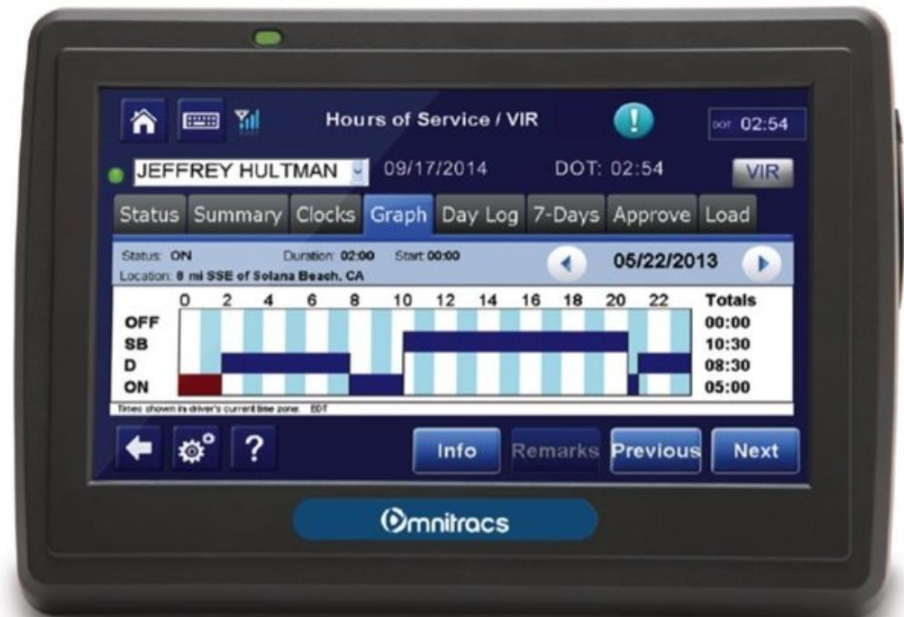 Hours of Service / VIR
!
DOT 02:54
JEFFREY HULTMAN 09/17/2014 DOT: 02:54 VIR
Status Summary Clocks Graph Day Log 7-Days Approve Load
Status: ON Duration: 02:00 Start: 00:00
05/22/2013
Location: 8 mi SSE of Solana Beach, CA
0 2 4 6 8 10 12 14 16 18 20 22 Totals
OFF 00:00
SB 10:30
D 08:30
ON 05:00
Times shown in driver's current time zone: EDT
? Info Remarks Previous Next
Omnitracs